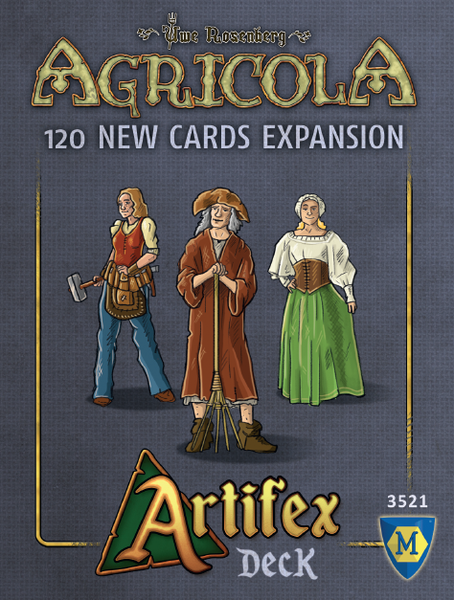 Uwe Rosenberg
AGRICOLA
120 NEW CARDS EXPANSION
Artifex
Deck
3521
M